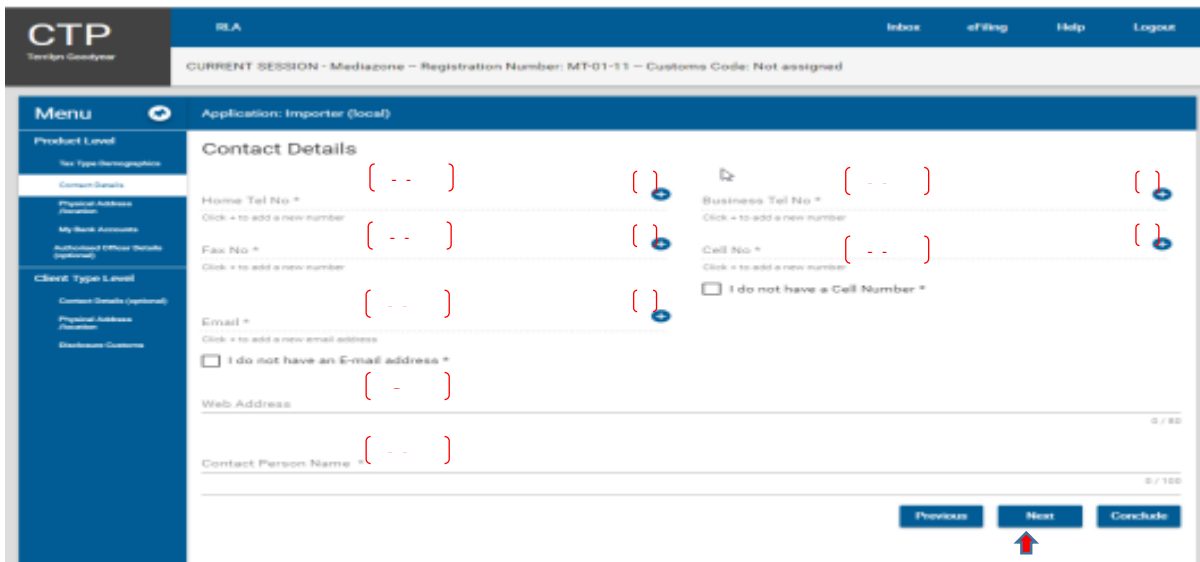 CTP
RLA
Inbox eFiling Help Logout
CURRENT SESSION - Mediazone – Registration Number: MT-01-11 – Customs Code: Not assigned
Menu
Application: Importer (local)
Product Level
Tax Type Demographics
Contact Details
Physical Address
/location
My Bank Accounts
Authorised Officer Details
(optional)
Client Type Level
Contact Details (optional)
Physical Address
/location
Disclosure Customs
Contact Details
Home Tel No *
Click + to add a new number
Business Tel No *
Click + to add a new number
Fax No *
Click + to add a new number
Cell No *
Click + to add a new number
I do not have a Cell Number *
Email *
Click + to add a new email address
I do not have an E-mail address *
Web Address
0 / 80
Contact Person Name *
0 / 100
Previous Next Conclude